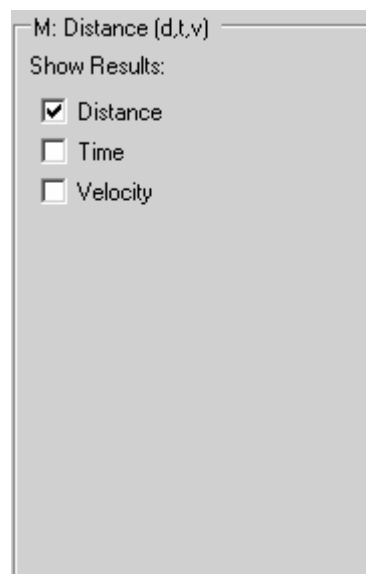 M: Distance (d,t,v)
Show Results:
Distance
Time
Velocity